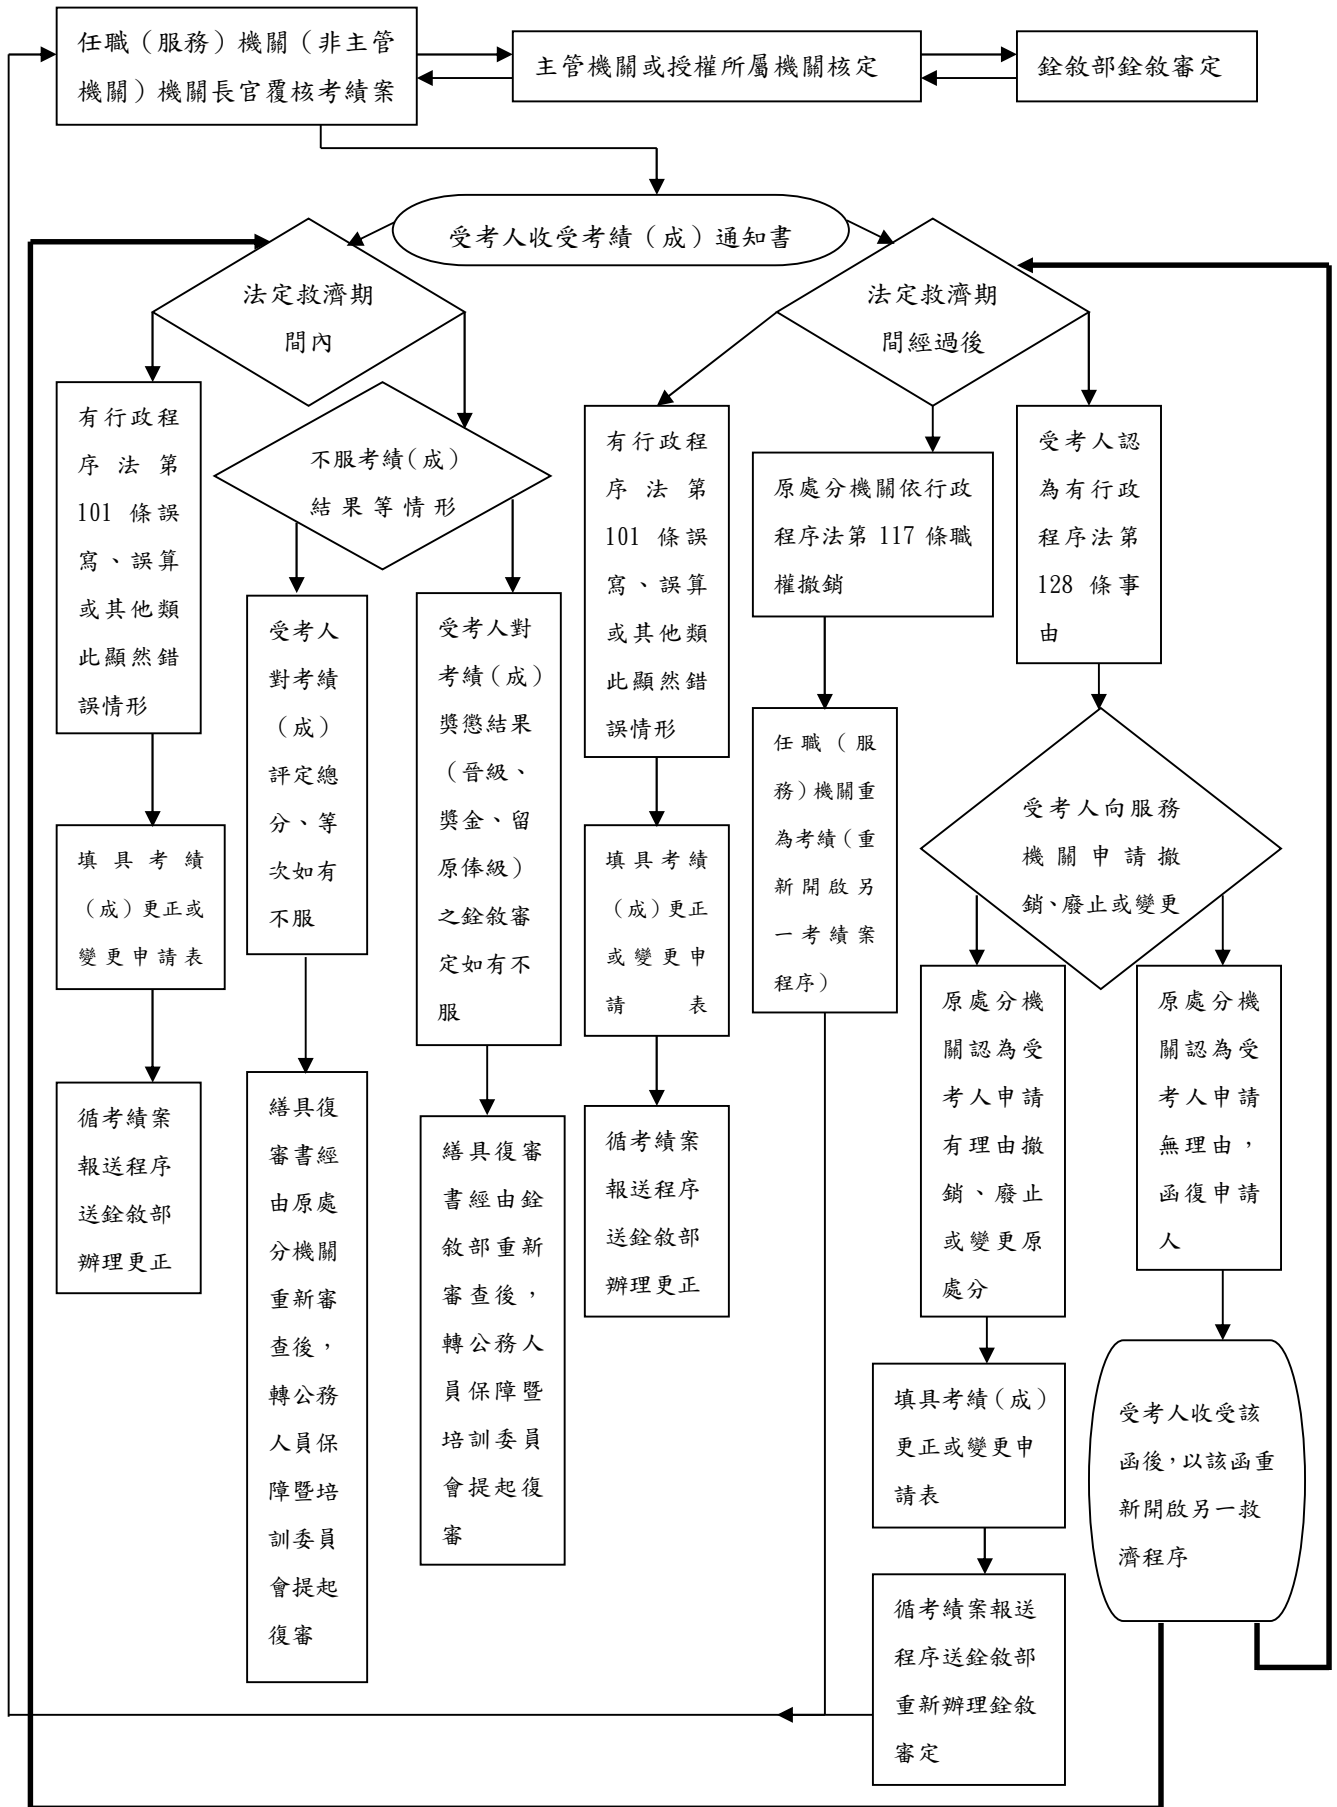 任職（服務）機關（非主管
機關）機關長官覆核考績案
主管機關或授權所屬機關核定
銓敘部銓敘審定
受考人收受考績（成）通知書
法定救濟期
間內
法定救濟期
間經過後
有行政程
序法第
101 條誤
寫、誤算
或其他類
此顯然錯
誤情形
不服考績(成)
結果等情形
有行政程
序法第
101 條誤
寫、誤算
或其他類
此顯然錯
誤情形
原處分機關依行政
程序法第 117 條職
權撤銷
受考人認
為有行政
程序法第
128 條事
由
受考人
對考績
（成）
評定總
分、等
次如有
不服
受考人對
考績(成)
獎懲結果
(晉級、
獎金、留
原俸級)
之銓敘審
定如有不
服
任職（服
務)機關重
為考績(重
新開啟另
一考績案
程序)
受考人向服務
機關申請撤
銷、廢止或變更
填具考績
（成）更正或
變更申請表
填具考績
（成)更正
或變更申
請表
原處分機
關認為受
考人申請
有理由撤
銷、廢止
或變更原
處分
原處分機
關認為受
考人申請
無理由，
函復申請
人
循考績案
報送程序
送銓敘部
辦理更正
繕具復
審書經
由原處
分機關
重新審
查後，
轉公務
人員保
障暨培
訓委員
會提起
復審
繕具復審
書經由銓
敘部重新
審查後，
轉公務人
員保障暨
培訓委員
會提起復
審
循考績案
報送程序
送銓敘部
辦理更正
填具考績(成)
更正或變更申
請表
受考人收受該
函後，以該函重
新開啟另一救
濟程序
循考績案報送
程序送銓敘部
重新辦理銓敘
審定